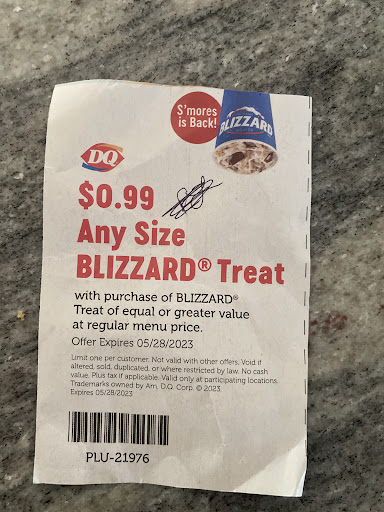 S'mores
is Back!
BLIZZARD
DQ
$0.99
Any Size
BLIZZARD® Treat
with purchase of BLIZZARD®
Treat of equal or greater value
at regular menu price.
Offer Expires 05/28/2023
Limit one per customer. Not valid with other offers. Void if
altered, sold, duplicated, or where restricted by law. No cash
value. Plus tax if applicable. Valid only at participating locations.
Trademarks owned by Am. D.Q. Corp. © 2023.
Expires 05/28/2023
PLU-21976